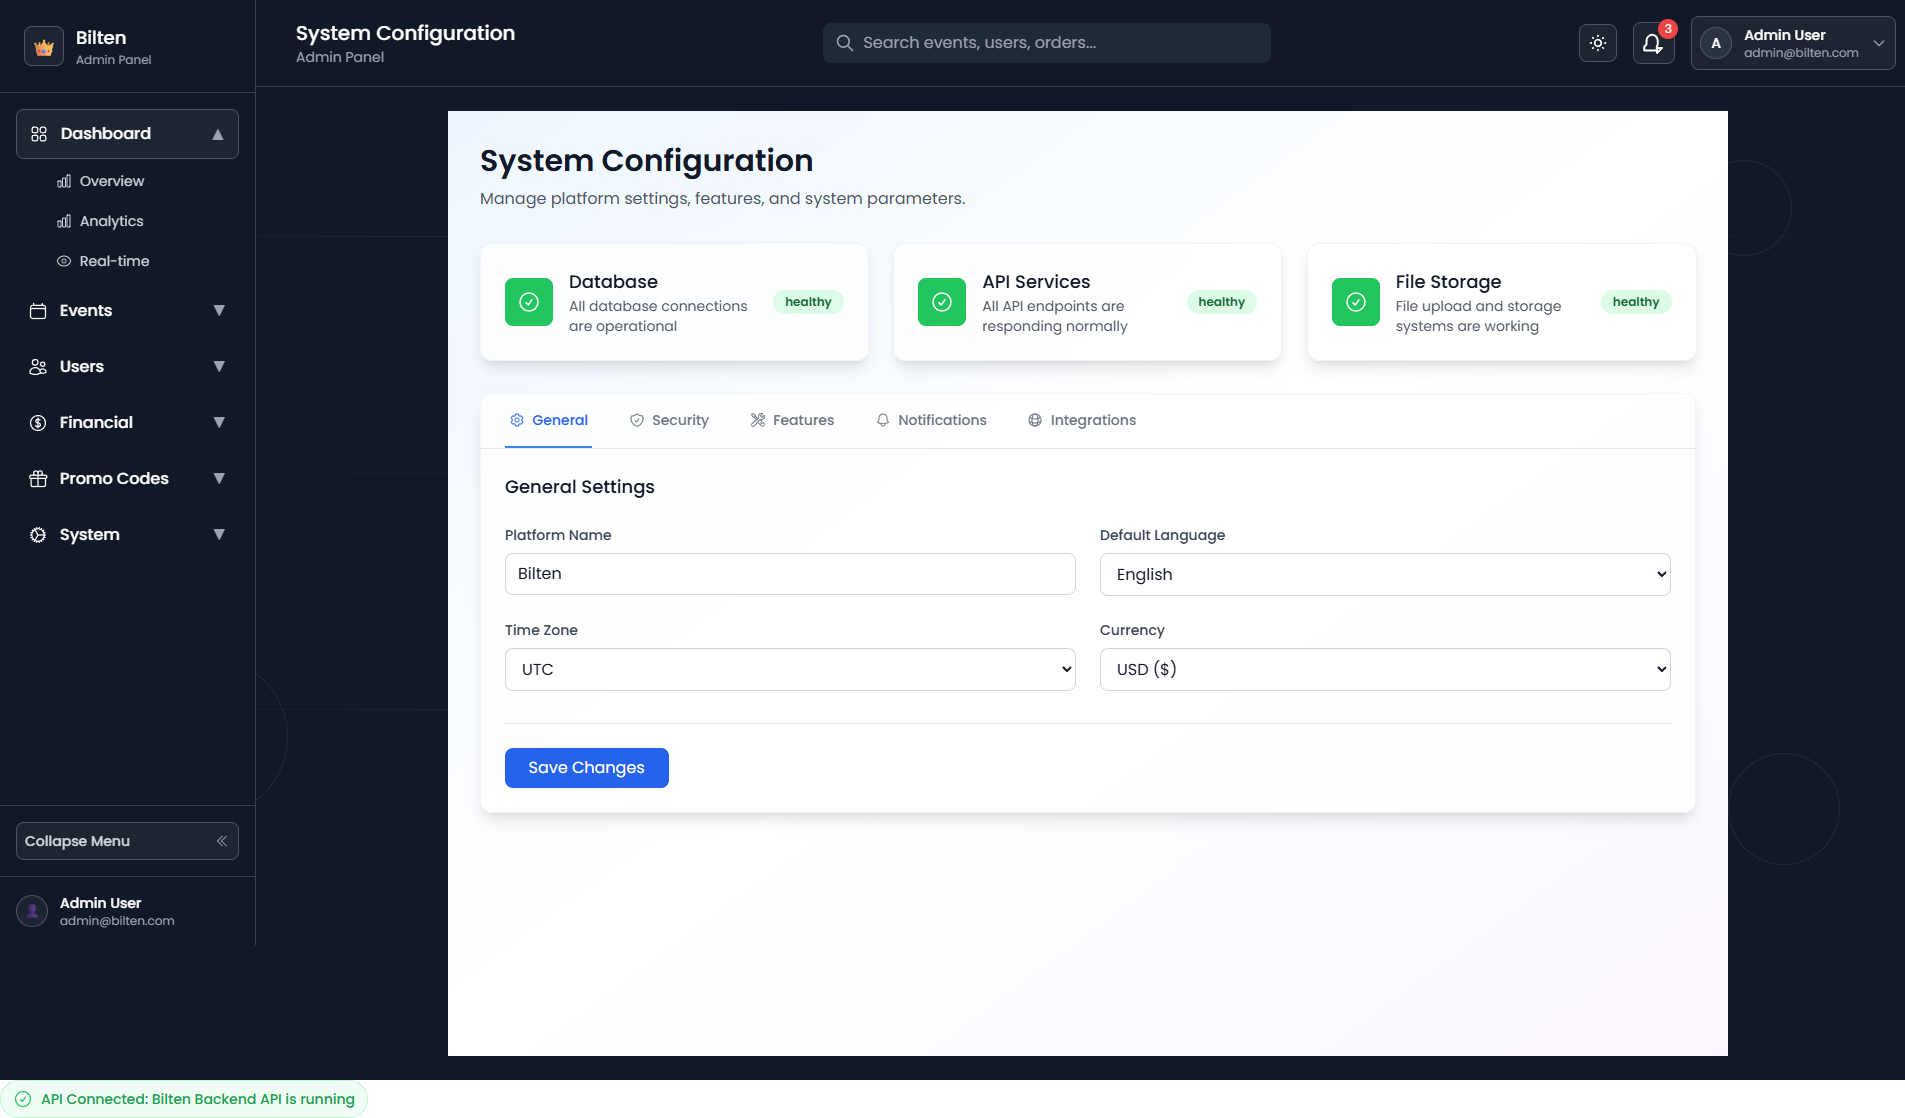 Bilten
Admin Panel
System Configuration
Admin Panel
Search events, users, orders...
3
A
Admin User
admin@bilten.com
Dashboard
Overview
Analytics
Real-time
Events
Users
Financial
Promo Codes
System
Collapse Menu
Admin User
admin@bilten.com
System Configuration
Manage platform settings, features, and system parameters.
Database
All database connections
are operational
healthy
API Services
All API endpoints are
responding normally
healthy
File Storage
File upload and storage
systems are working
healthy
General
Security
Features
Notifications
Integrations
General Settings
Platform Name
Bilten
Default Language
English
Time Zone
UTC
Currency
USD ($)
Save Changes
API Connected: Bilten Backend API is running